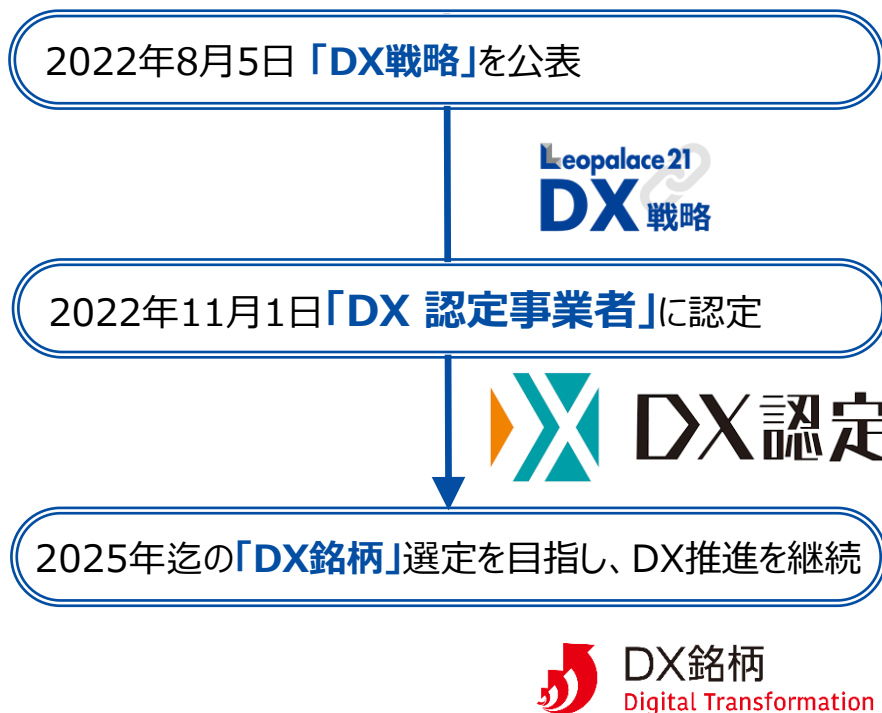 2022年8月5日「DX戦略」を公表
Leopalace 21
DX 戦略
2022年11月1日「DX 認定事業者」に認定
DX認定
2025年迄の「DX銘柄」選定を目指し、DX推進を継続
DX銘柄
Digital Transformation